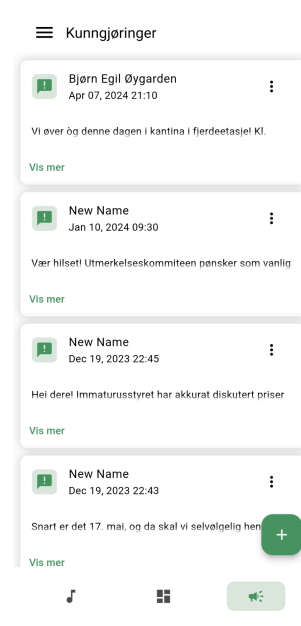 Kunngjøringer
Bjørn Egil Øygarden
Apr 07, 2024 21:10
Vi øver òg denne dagen i kantina i fjerdeetasje! Kl.
Vis mer
New Name
Jan 10, 2024 09:30
Vær hilset! Utmerkelseskommiteen pønsker som vanlig
Vis mer
New Name
Dec 19, 2023 22:45
Hei dere! Immaturusstyret har akkurat diskutert priser
Vis mer
New Name
Dec 19, 2023 22:43
Snart er det 17. mai, og da skal vi selvølgelig hen
Vis mer